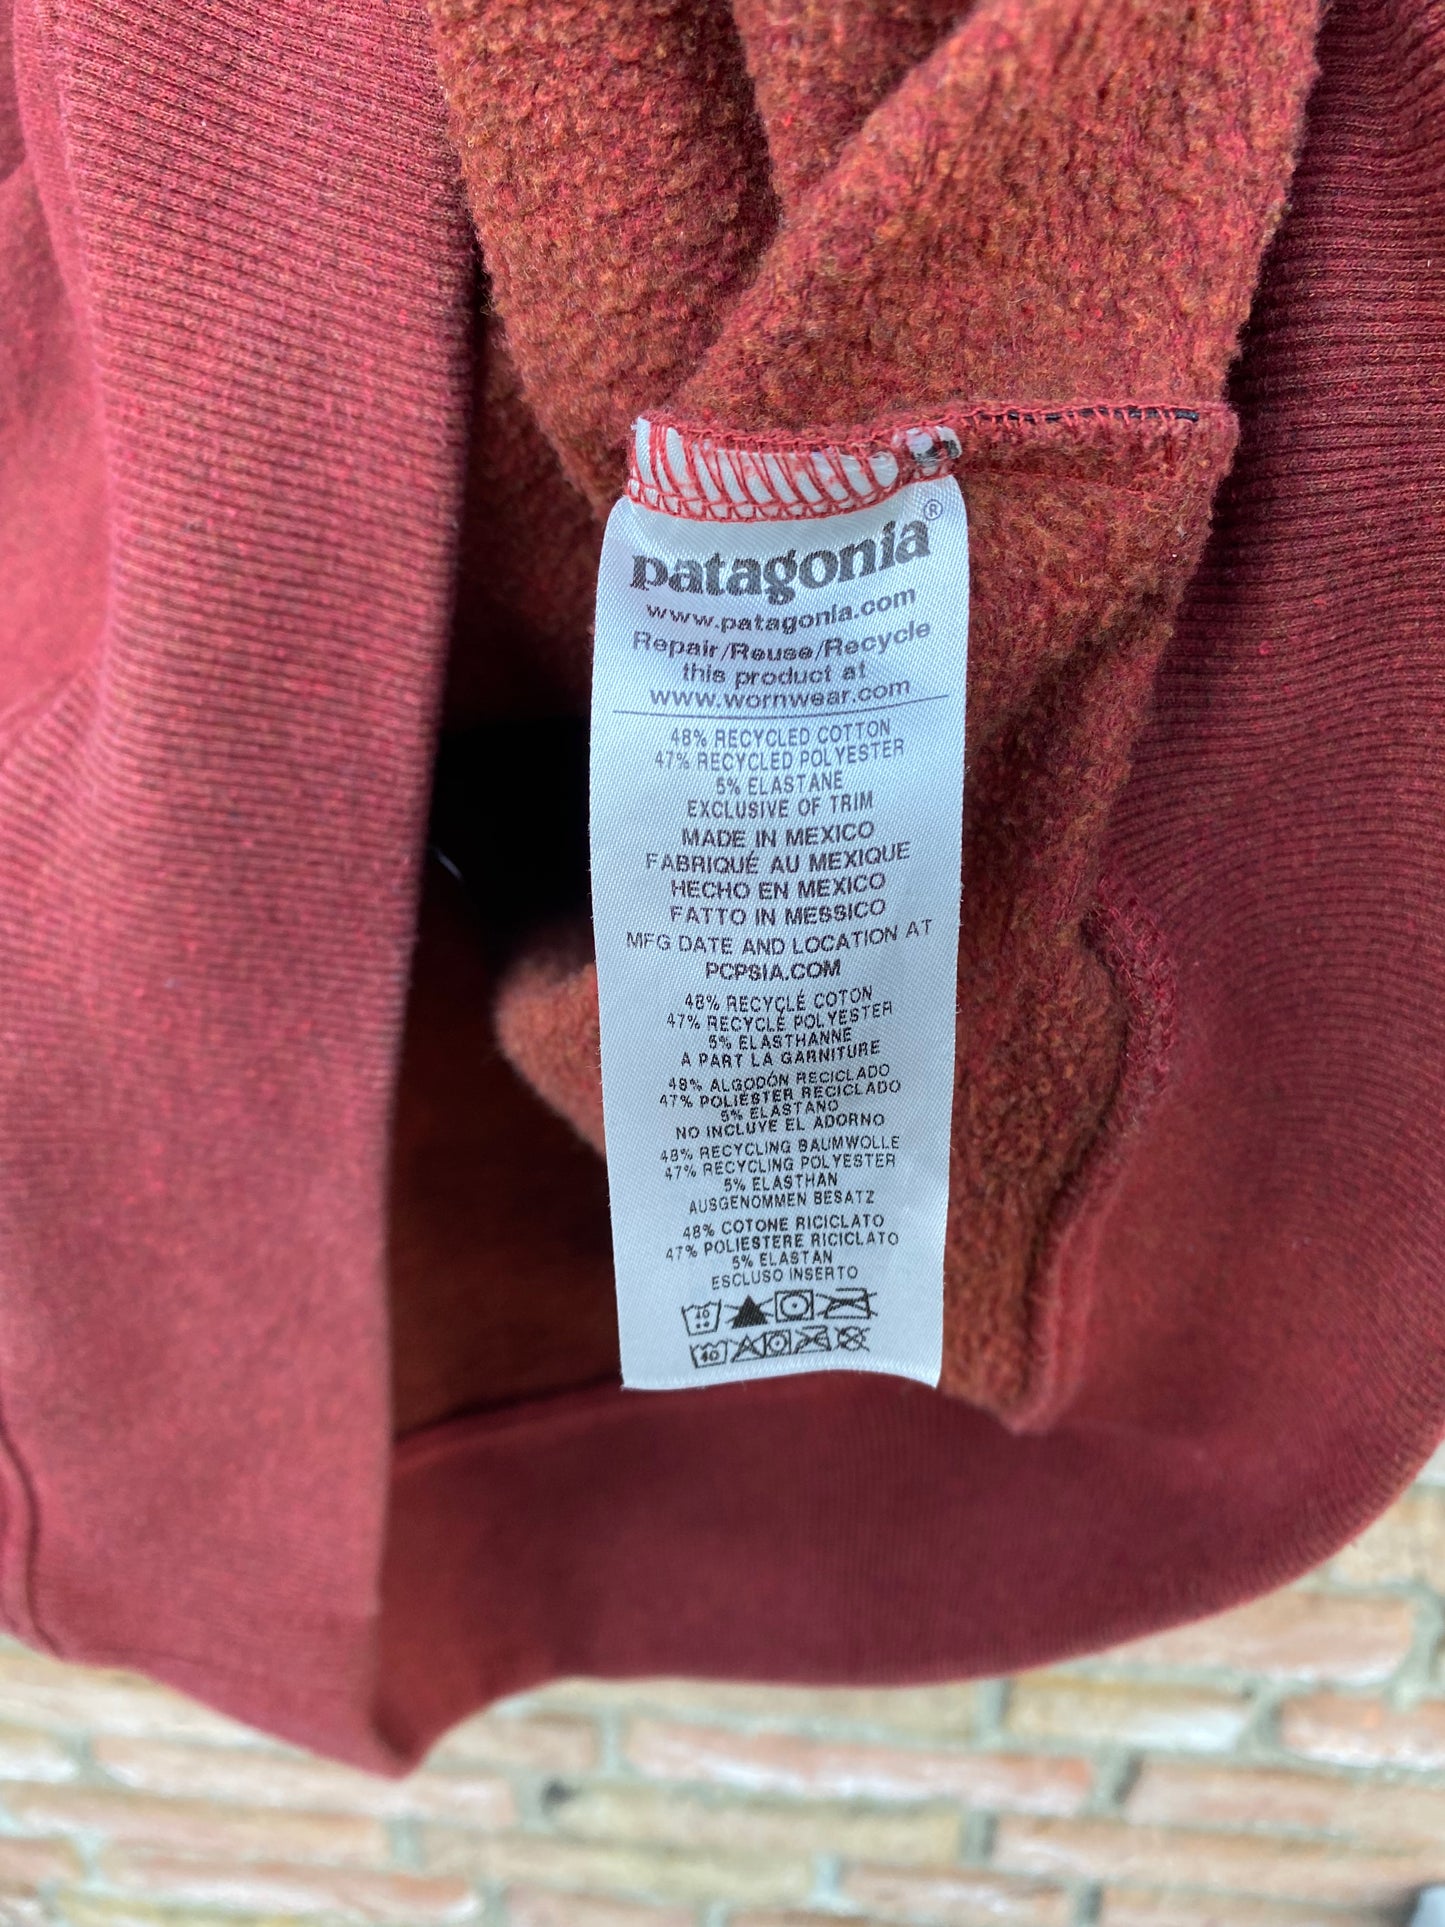 patagonia®
www.patagonia.com
Repair/Reuse/Recycle
this product at
www.wornwear.com
48% RECYCLED COTTON
47% RECYCLED POLYESTER
5% ELASTANE
EXCLUSIVE OF TRIM
MADE IN MEXICO
FABRIQUÉ AU MEXIQUE
HECHO EN MEXICO
FATTO IN MESSICO
MFG DATE AND LOCATION AT
PCPSIA.COM
48% RECYCLÉ COTON
47% RECYCLÉ POLYESTER
5% ELASTHANNE
A PART LA GARNITURE
48% ALGODÓN RECICLADO
47% POLIÉSTER RECICLADO
5% ELASTANO
NO INCLUYE EL ADORNO
48% RECYCLING BAUMWOLLE
47% RECYCLING POLYESTER
5% ELASTHAN
AUSGENOMMEN BESATZ
48% COTONE RICICLATO
47% POLIESTERE RICICLATO
5% ELASTAN
ESCLUSO INSERTO
40